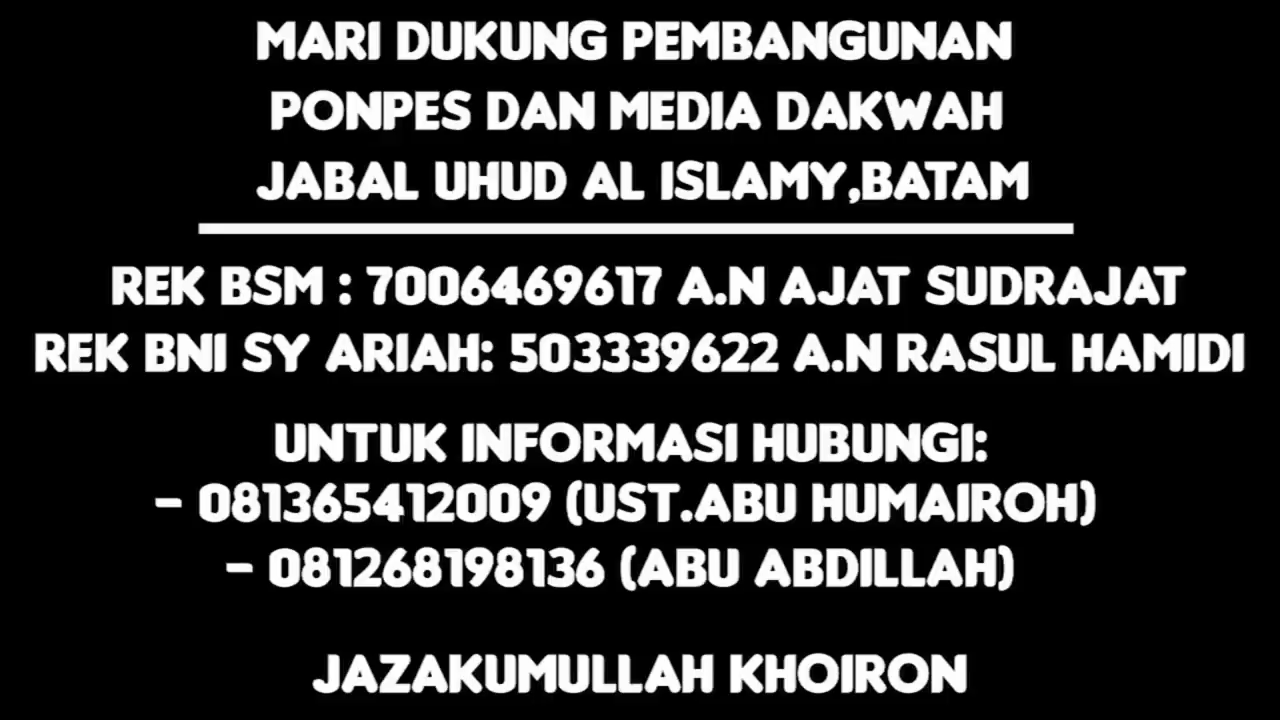 MARI DUKUNG PEMBANGUNAN
PONPES DAN MEDIA DAKWAH
JABAL UHUD AL ISLAMY,BATAM
REK BSM : 7006469617 A.N AJAT SUDRAJAT
REK BNI SY ARIAH: 503339622 A.N RASUL HAMIDI
UNTUK INFORMASI HUBUNGI:
- 081365412009 (UST.ABU HUMAIROH)
- 081268198136 (ABU ABDILLAH)
JAZAKUMULLAH KHOIRON